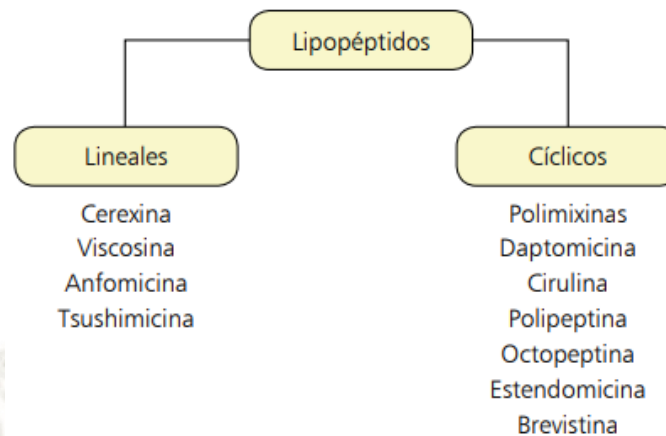 Lipopéptidos
Lineales
Cerexina
Viscosina
Anfomicina
Tsushimicina
Cíclicos
Polimixinas
Daptomicina
Cirulina
Polipeptina
Octopeptina
Estendomicina
Brevistina